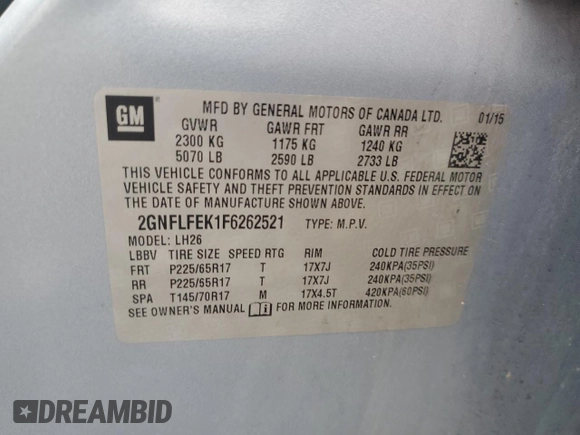 GM
MFD BY GENERAL MOTORS OF CANADA LTD. 01/15
GVWR GAWR FRT GAWR RR
2300 KG 1175 KG 1240 KG
5070 LB 2590 LB 2733 LB
THIS VEHICLE CONFORMS TO ALL APPLICABLE U.S. FEDERAL MOTOR
VEHICLE SAFETY AND THEFT PREVENTION STANDARDS IN EFFECT ON
THE DATE OF MANUFACTURE SHOWN ABOVE.
2GNFLFEK1F6262521 TYPE: M.P.V.
MODEL: LH26
LBBV TIRE SIZE SPEED RTG RIM COLD TIRE PRESSURE
FRT P225/65R17 T 17X7J 240KPA(35PSI)
RR P225/65R17 T 17X7J 240KPA(35PSI)
SPA T145/70R17 M 17X4.5T 420KPA(60PSI)
SEE OWNER'S MANUAL FOR MORE INFORMATION.
DREAMBID